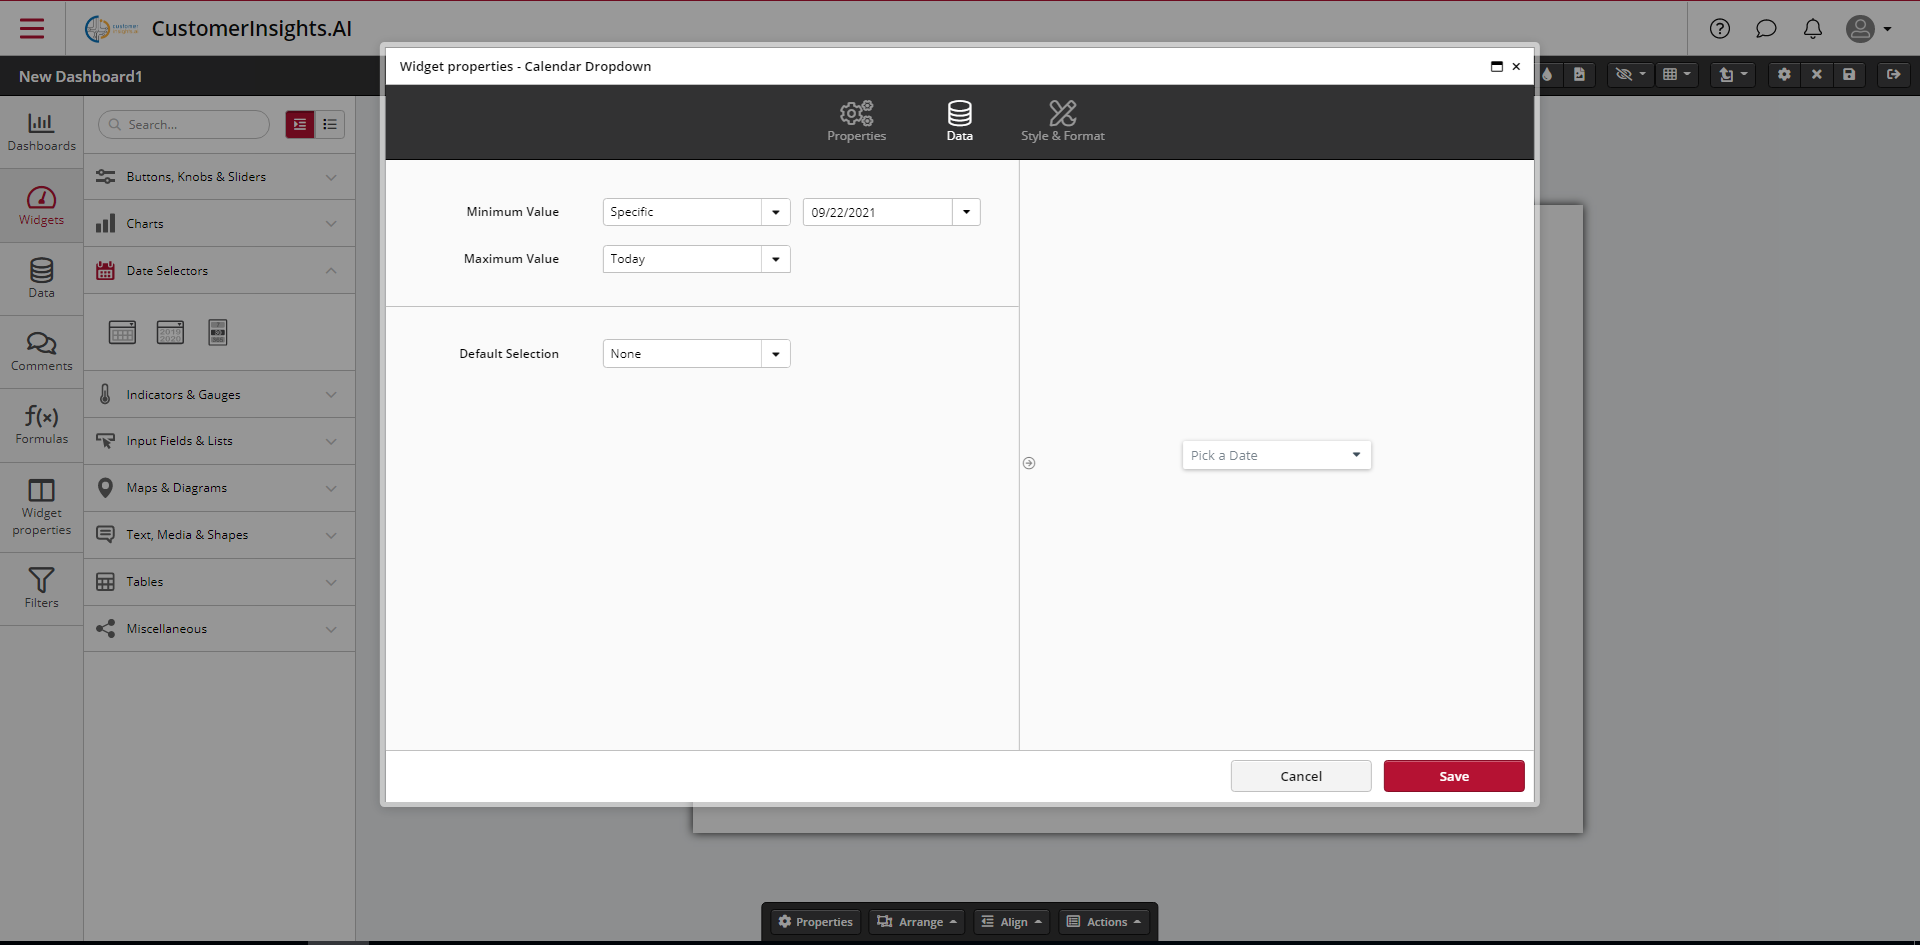 CustomerInsights.AI
New Dashboard1
Dashboards
Widgets
Data
Comments
f(x)
Formulas
Widget
properties
Filters
Search...
Buttons, Knobs & Sliders
Charts
Date Selectors
Indicators & Gauges
Input Fields & Lists
Maps & Diagrams
Text, Media & Shapes
Tables
Miscellaneous
Widget properties - Calendar Dropdown
Properties
Data
Style & Format
Minimum Value
Specific
09/22/2021
Maximum Value
Today
Default Selection
None
Pick a Date
Cancel
Save
Properties
Arrange
Align
Actions